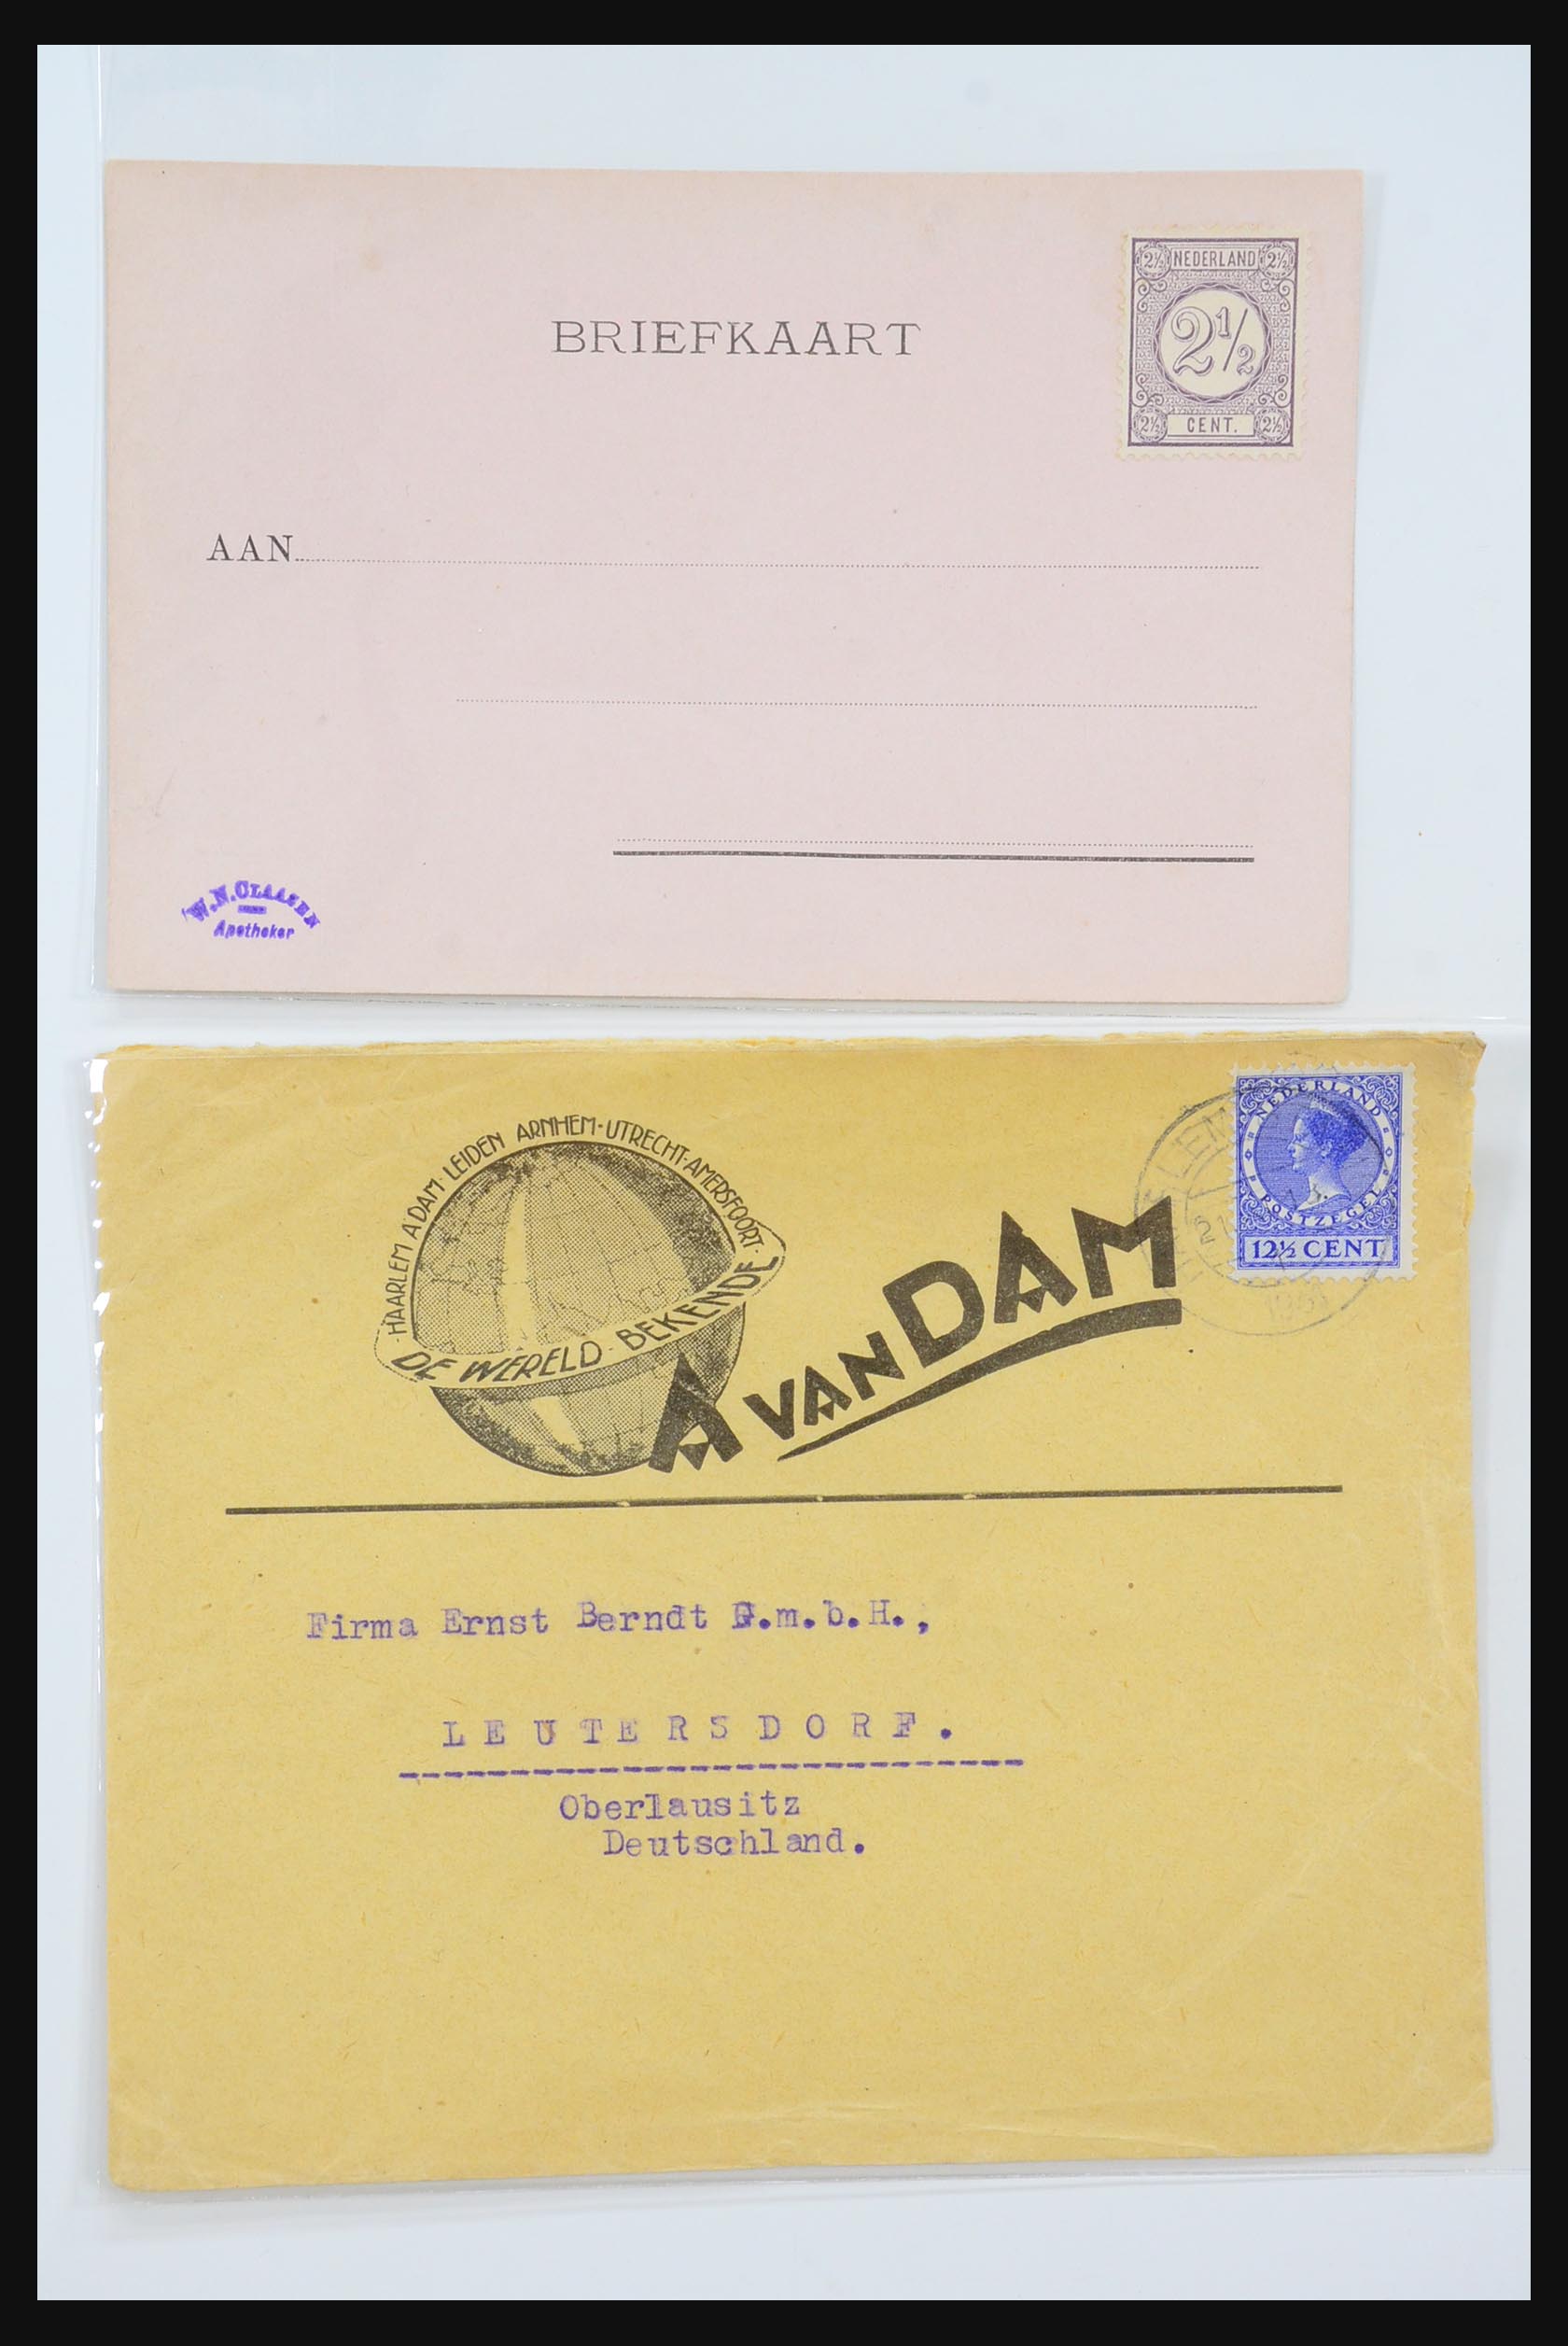 2½ NEDERLAND 2½
2½
2½ CENT. 2½
BRIEFKAART
AAN
W.N. CLAASEN
Apotheker
HAARLEM A DAM · LEIDEN ARNHEM · UTRECHT · AMERSFOORT ·
DE WERELD · BEKENDE
A VAN DAM
NEDERLAND
POSTZEGEL
12½ CENT
21
Firma Ernst Berndt G.m.b.H.,
LEUTERSDORF.
Oberlausitz
Deutschland.